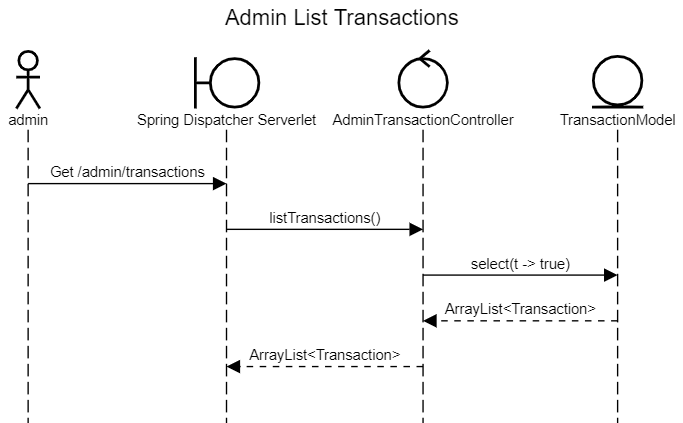 Admin List Transactions
admin
Spring Dispatcher Serverlet
AdminTransactionController
TransactionModel
Get /admin/transactions
listTransactions()
select(t -> true)
ArrayList<Transaction>
ArrayList<Transaction>